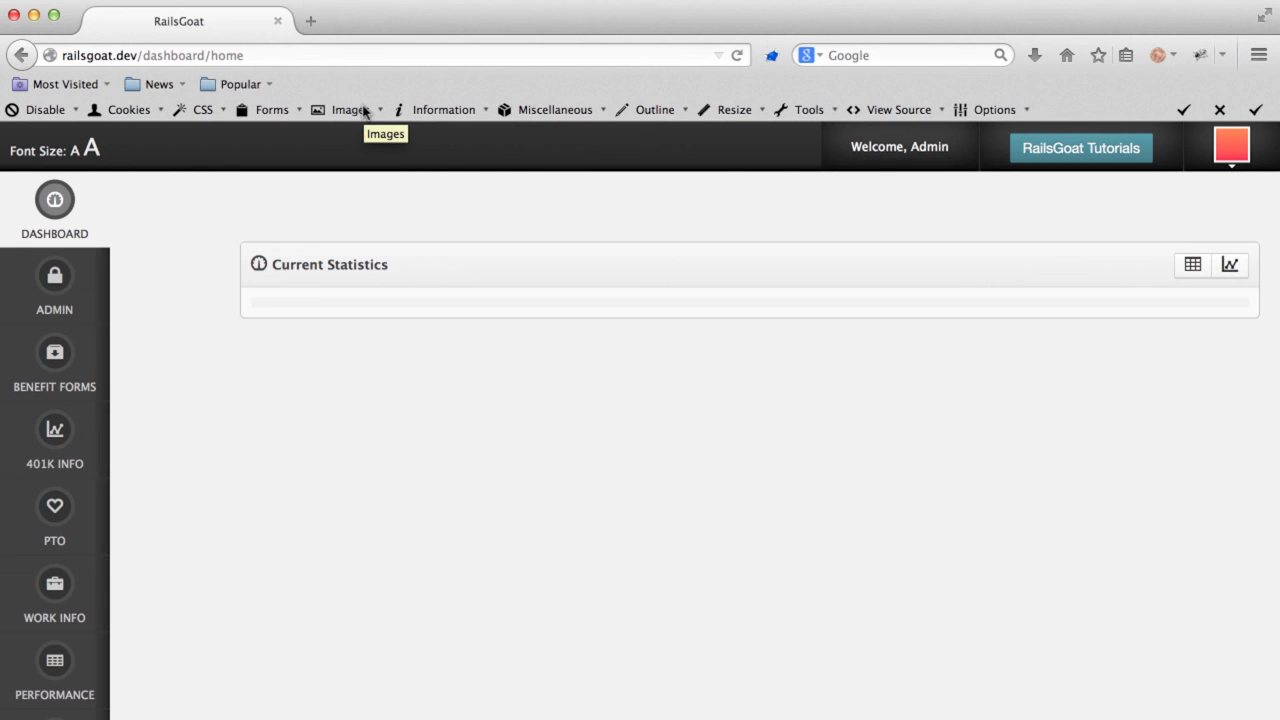 RailsGoat
railsgoat.dev/dashboard/home
Google
Most Visited News Popular
Disable Cookies CSS Forms Images Information Miscellaneous Outline Resize Tools View Source Options
Images
Font Size: A A
Welcome, Admin
RailsGoat Tutorials
DASHBOARD
Current Statistics
ADMIN
BENEFIT FORMS
401K INFO
PTO
WORK INFO
PERFORMANCE